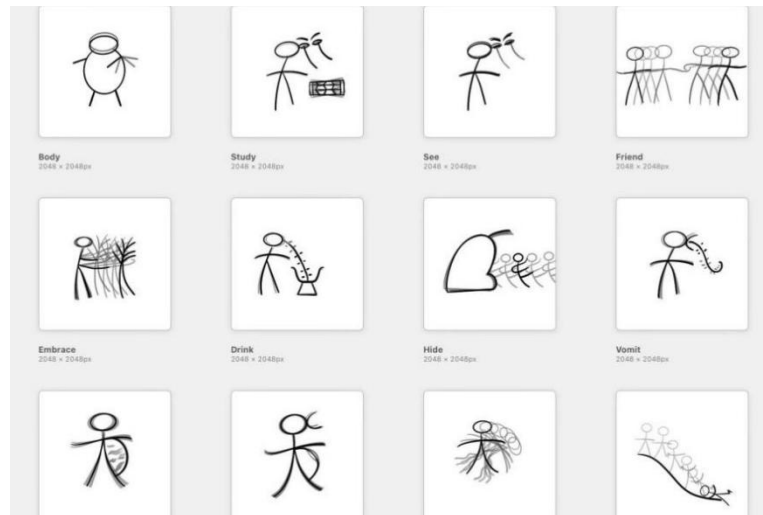 Body
2048 × 2048px
Study
2048 × 2048px
See
2048 × 2048px
Friend
2048 × 2048px
Embrace
2048 × 2048px
Drink
2048 × 2048px
Hide
2048 × 2048px
Vomit
2048 × 2048px